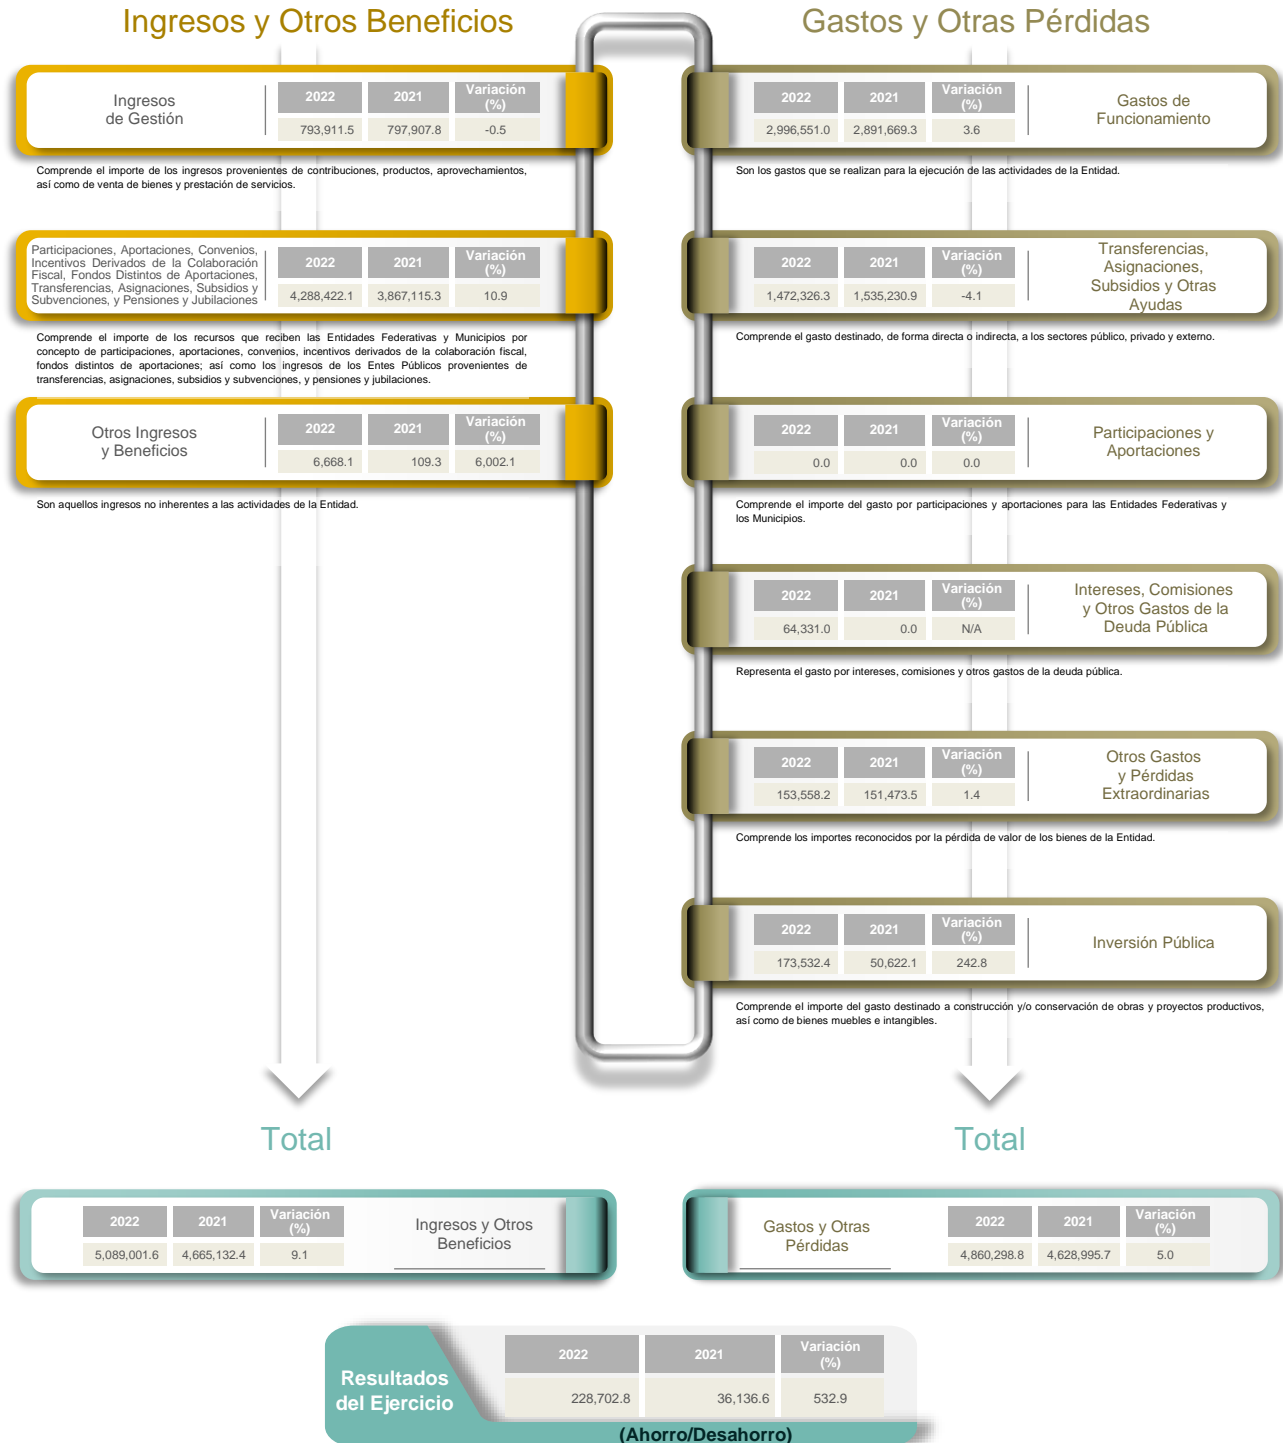 Ingresos y Otros Beneficios
Ingresos
de Gestión
2022 2021 Variación (%)
793,911.5 797,907.8 -0.5
Comprende el importe de los ingresos provenientes de contribuciones, productos, aprovechamientos,
así como de venta de bienes y prestación de servicios.
Participaciones, Aportaciones, Convenios,
Incentivos Derivados de la Colaboración
Fiscal, Fondos Distintos de Aportaciones,
Transferencias, Asignaciones, Subsidios y
Subvenciones, y Pensiones y Jubilaciones
2022 2021 Variación (%)
4,288,422.1 3,867,115.3 10.9
Comprende el importe de los recursos que reciben las Entidades Federativas y Municipios por
concepto de participaciones, aportaciones, convenios, incentivos derivados de la colaboración fiscal,
fondos distintos de aportaciones; así como los ingresos de los Entes Públicos provenientes de
transferencias, asignaciones, subsidios y subvenciones, y pensiones y jubilaciones.
Otros Ingresos
y Beneficios
2022 2021 Variación (%)
6,668.1 109.3 6,002.1
Son aquellos ingresos no inherentes a las actividades de la Entidad.
Total
2022 2021 Variación (%)
5,089,001.6 4,665,132.4 9.1
Ingresos y Otros
Beneficios
Gastos y Otras Pérdidas
2022 2021 Variación (%)
2,996,551.0 2,891,669.3 3.6
Gastos de
Funcionamiento
Son los gastos que se realizan para la ejecución de las actividades de la Entidad.
2022 2021 Variación (%)
1,472,326.3 1,535,230.9 -4.1
Transferencias,
Asignaciones,
Subsidios y Otras
Ayudas
Comprende el gasto destinado, de forma directa o indirecta, a los sectores público, privado y externo.
2022 2021 Variación (%)
0.0 0.0 0.0
Participaciones y
Aportaciones
Comprende el importe del gasto por participaciones y aportaciones para las Entidades Federativas y
los Municipios.
2022 2021 Variación (%)
64,331.0 0.0 N/A
Intereses, Comisiones
y Otros Gastos de la
Deuda Pública
Representa el gasto por intereses, comisiones y otros gastos de la deuda pública.
2022 2021 Variación (%)
153,558.2 151,473.5 1.4
Otros Gastos
y Pérdidas
Extraordinarias
Comprende los importes reconocidos por la pérdida de valor de los bienes de la Entidad.
2022 2021 Variación (%)
173,532.4 50,622.1 242.8
Inversión Pública
Comprende el importe del gasto destinado a construcción y/o conservación de obras y proyectos productivos,
así como de bienes muebles e intangibles.
Total
Gastos y Otras
Pérdidas
2022 2021 Variación (%)
4,860,298.8 4,628,995.7 5.0
Resultados
del Ejercicio
2022 2021 Variación (%)
228,702.8 36,136.6 532.9
(Ahorro/Desahorro)